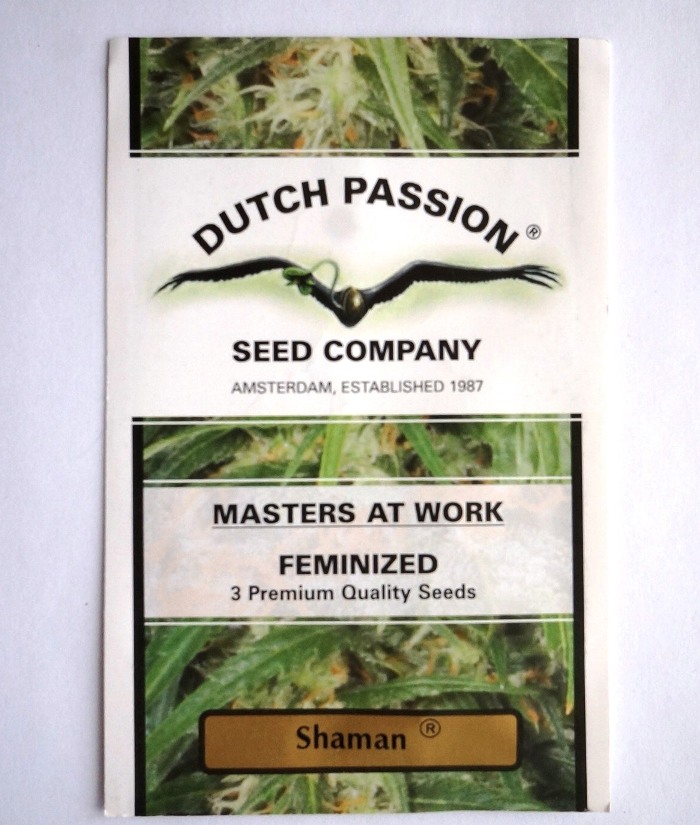 DUTCH PASSION®
SEED COMPANY
AMSTERDAM, ESTABLISHED 1987
MASTERS AT WORK
FEMINIZED
3 Premium Quality Seeds
Shaman ®